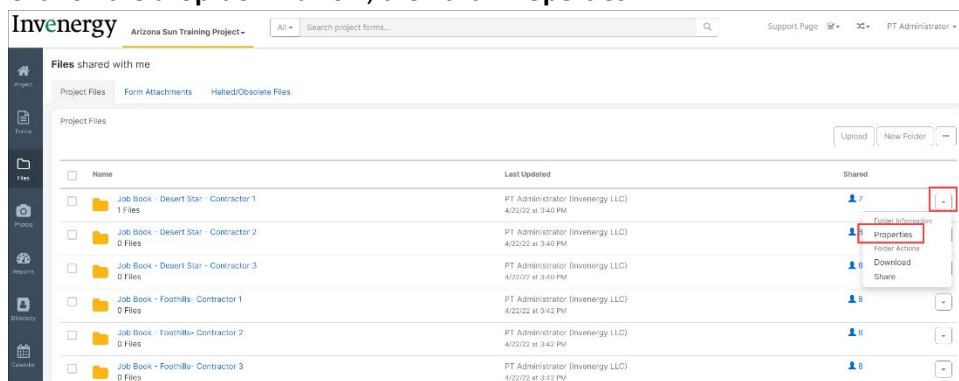 Invenergy
Arizona Sun Training Project
All
Search project forms...
Support Page
PT Administrator
Project
Forms
Files
Photos
Reports
Directory
Calendar
Files shared with me
Project Files
Form Attachments
Halted/Obsolete Files
Project Files
Upload
New Folder
Name
Last Updated
Shared
Job Book - Desert Star - Contractor 1
1 Files
PT Administrator (Invenergy LLC)
4/22/22 at 3:40 PM
7
Folder Information
Properties
Folder Actions
Download
Share
Job Book - Desert Star - Contractor 2
0 Files
PT Administrator (Invenergy LLC)
4/22/22 at 3:40 PM
8
Job Book - Desert Star - Contractor 3
0 Files
PT Administrator (Invenergy LLC)
4/22/22 at 3:40 PM
8
Job Book - Foothills- Contractor 1
0 Files
PT Administrator (Invenergy LLC)
4/22/22 at 3:42 PM
8
Job Book - Foothills- Contractor 2
0 Files
PT Administrator (Invenergy LLC)
4/22/22 at 3:42 PM
8
Job Book - Foothills- Contractor 3
0 Files
PT Administrator (Invenergy LLC)
4/22/22 at 3:42 PM
8